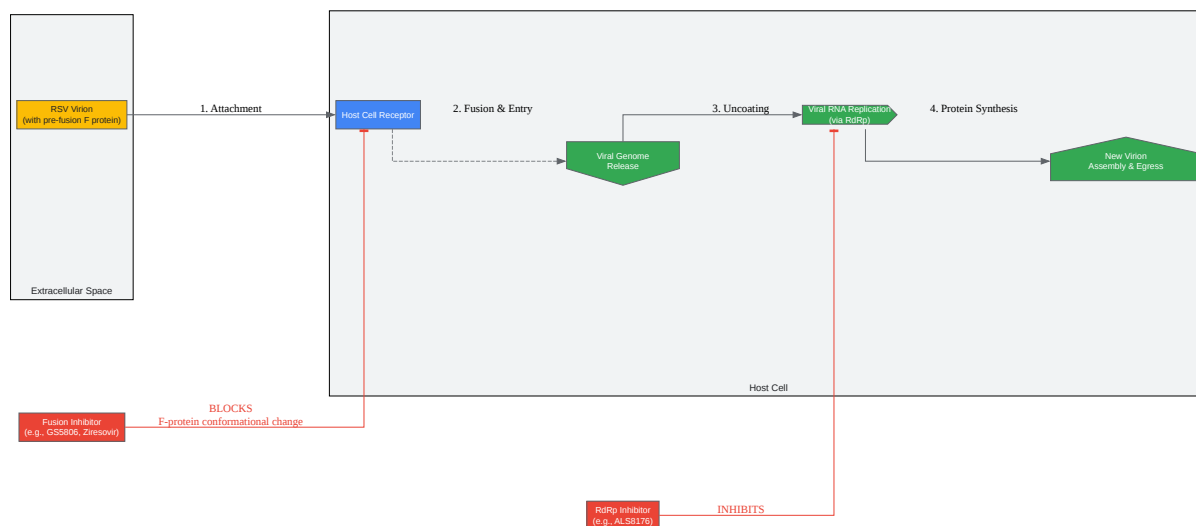 RSV Virion
(with pre-fusion F protein)
1. Attachment
Host Cell Receptor
2. Fusion & Entry
Viral Genome
Release
3. Uncoating
Viral RNA Replication
(via RdRp)
4. Protein Synthesis
New Virion
Assembly & Egress
Extracellular Space
Host Cell
Fusion Inhibitor
(e.g., GS5806, Ziresovir)
BLOCKS
F-protein conformational change
RdRp Inhibitor
(e.g., ALS8176)
INHIBITS